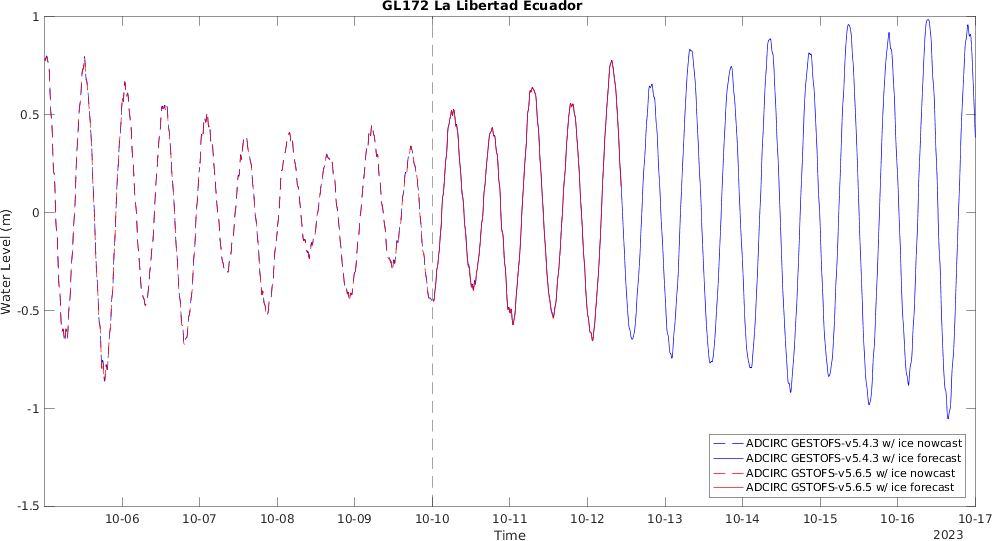 GL172 La Libertad Ecuador
1
0.5
0
-0.5
-1
-1.5
Water Level (m)
10-06
10-07
10-08
10-09
10-10
10-11
10-12
10-13
10-14
10-15
10-16
10-17
Time
2023
ADCIRC GESTOFS-v5.4.3 w/ ice nowcast
ADCIRC GESTOFS-v5.4.3 w/ ice forecast
ADCIRC GSTOFS-v5.6.5 w/ ice nowcast
ADCIRC GSTOFS-v5.6.5 w/ ice forecast